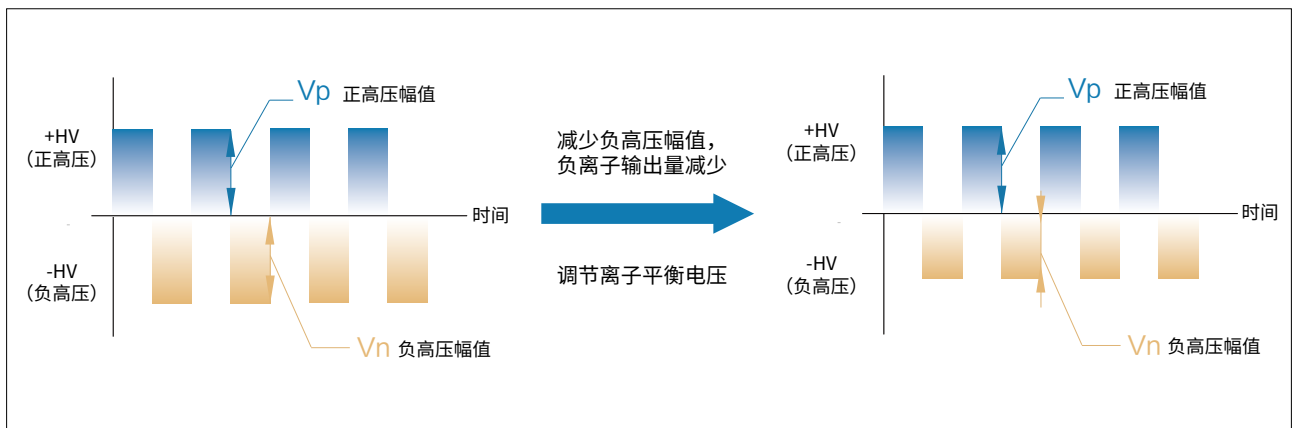 Vp 正高压幅值
+HV
（正高压）
时间
-HV
（负高压）
Vn 负高压幅值
减少负高压幅值，
负离子输出量减少
调节离子平衡电压
Vp 正高压幅值
+HV
（正高压）
时间
-HV
（负高压）
Vn 负高压幅值